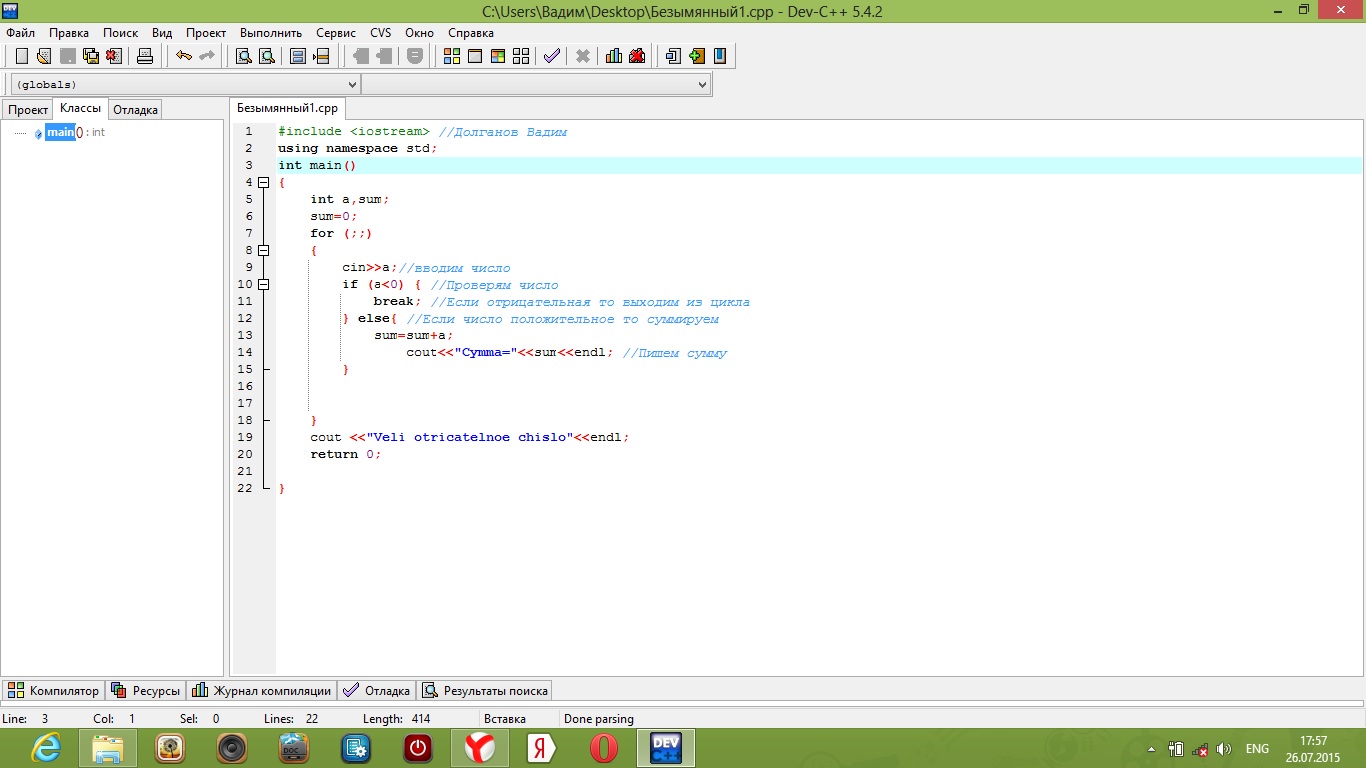 C:\Users\Вадим\Desktop\Безымянный1.cpp - Dev-C++ 5.4.2
Файл Правка Поиск Вид Проект Выполнить Сервис CVS Окно Справка
(globals)
Проект Классы Отладка
Безымянный1.cpp
main() : int
1 #include <iostream> //Долганов Вадим
2 using namespace std;
3 int main()
4 {
5 int a,sum;
6 sum=0;
7 for (;;)
8 {
9 cin>>a;//вводим число
10 if (a<0) { //Проверям число
11 break; //Если отрицательная то выходим из цикла
12 } else{ //Если число положительное то суммируем
13 sum=sum+a;
14 cout<<"Сумма="<<sum<<endl; //Пишем сумму
15 }
16
17
18 }
19 cout <<"Veli otricatelnoe chislo"<<endl;
20 return 0;
21
22 }
Компилятор Ресурсы Журнал компиляции Отладка Результаты поиска
Line: 3 Col: 1 Sel: 0 Lines: 22 Length: 414 Вставка Done parsing
DOC
Я
DEV C++
ENG
17:57
26.07.2015